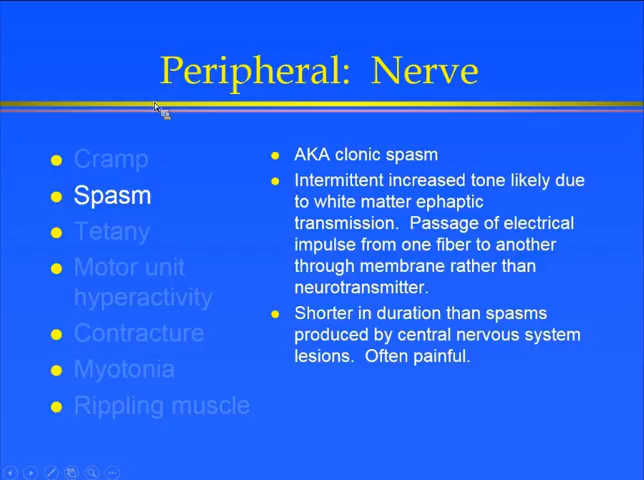 Peripheral: Nerve
Cramp
Spasm
Tetany
Motor unit
hyperactivity
Contracture
Myotonia
Rippling muscle
AKA clonic spasm
Intermittent increased tone likely due
to white matter ephaptic
transmission. Passage of electrical
impulse from one fiber to another
through membrane rather than
neurotransmitter.
Shorter in duration than spasms
produced by central nervous system
lesions. Often painful.